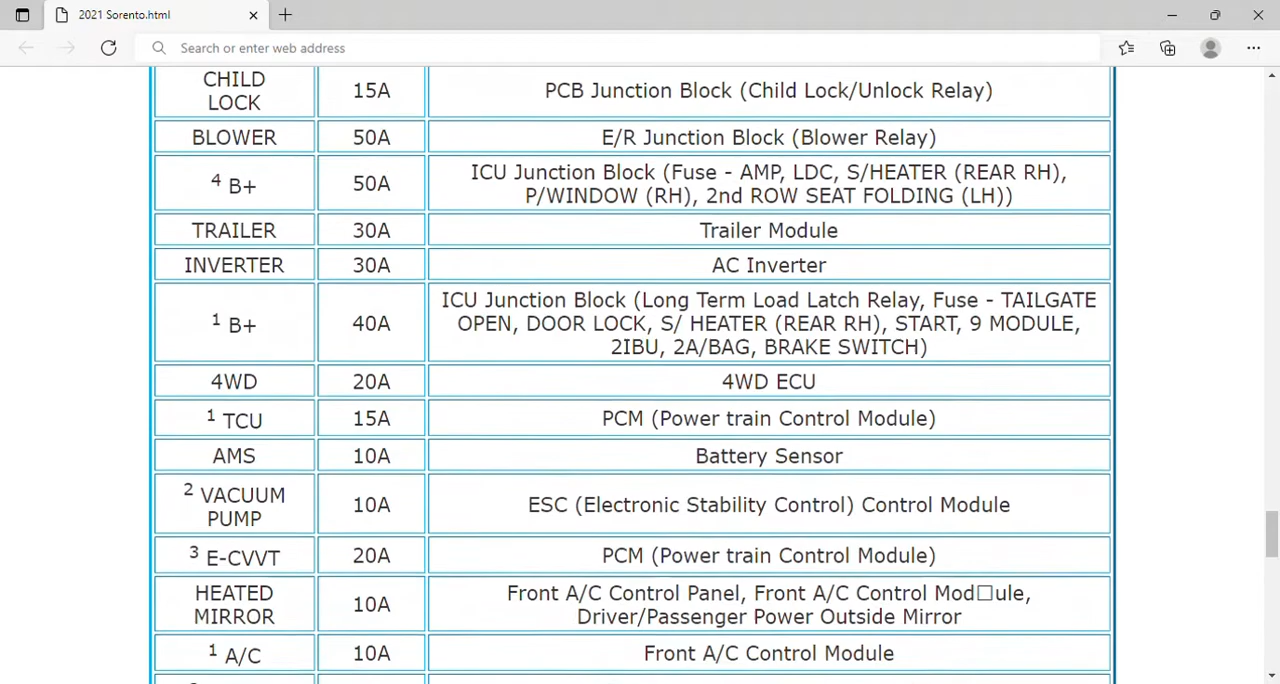 2021 Sorento.html
Search or enter web address
CHILD
LOCK
15A
PCB Junction Block (Child Lock/Unlock Relay)
BLOWER
50A
E/R Junction Block (Blower Relay)
4 B+
50A
ICU Junction Block (Fuse - AMP, LDC, S/HEATER (REAR RH),
P/WINDOW (RH), 2nd ROW SEAT FOLDING (LH))
TRAILER
30A
Trailer Module
INVERTER
30A
AC Inverter
1 B+
40A
ICU Junction Block (Long Term Load Latch Relay, Fuse - TAILGATE
OPEN, DOOR LOCK, S/ HEATER (REAR RH), START, 9 MODULE,
2IBU, 2A/BAG, BRAKE SWITCH)
4WD
20A
4WD ECU
1 TCU
15A
PCM (Power train Control Module)
AMS
10A
Battery Sensor
2 VACUUM
PUMP
10A
ESC (Electronic Stability Control) Control Module
3 E-CVVT
20A
PCM (Power train Control Module)
HEATED
MIRROR
10A
Front A/C Control Panel, Front A/C Control Mod□ule,
Driver/Passenger Power Outside Mirror
1 A/C
10A
Front A/C Control Module